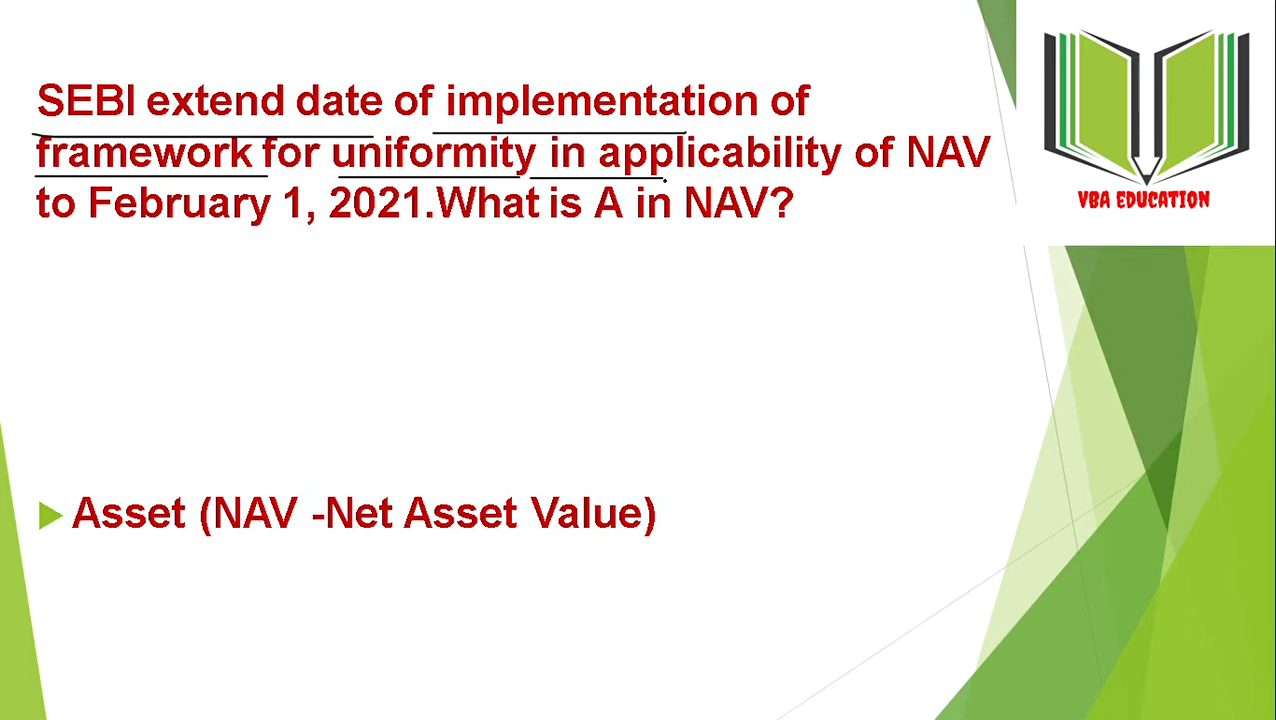 SEBI extend date of implementation of
framework for uniformity in applicability of NAV
to February 1, 2021.What is A in NAV?
VBA EDUCATION
Asset (NAV -Net Asset Value)